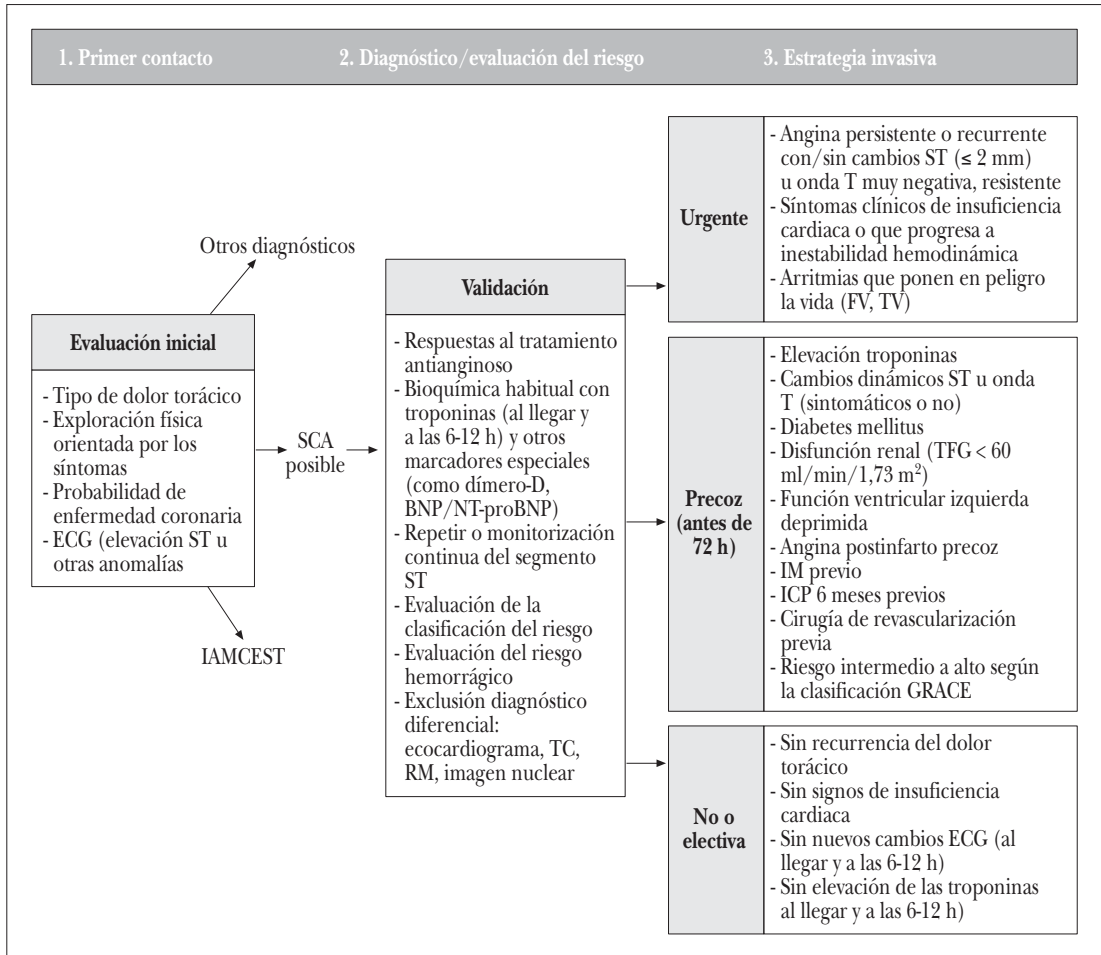 1. Primer contacto
2. Diagnóstico/evaluación del riesgo
3. Estrategia invasiva
Otros diagnósticos
Evaluación inicial
- Tipo de dolor torácico
- Exploración física
orientada por los
síntomas
- Probabilidad de
enfermedad coronaria
- ECG (elevación ST u
otras anomalías
SCA
posible
IAMCEST
Validación
- Respuestas al tratamiento
antianginoso
- Bioquímica habitual con
troponinas (al llegar y
a las 6-12 h) y otros
marcadores especiales
(como dímero-D,
BNP/NT-proBNP)
- Repetir o monitorización
continua del segmento
ST
- Evaluación de la
clasificación del riesgo
- Evaluación del riesgo
hemorrágico
- Exclusión diagnóstico
diferencial:
ecocardiograma, TC,
RM, imagen nuclear
Urgente
- Angina persistente o recurrente
con/sin cambios ST (≤ 2 mm)
u onda T muy negativa, resistente
- Síntomas clínicos de insuficiencia
cardiaca o que progresa a
inestabilidad hemodinámica
- Arritmias que ponen en peligro
la vida (FV, TV)
Precoz
(antes de
72 h)
- Elevación troponinas
- Cambios dinámicos ST u onda
T (sintomáticos o no)
- Diabetes mellitus
- Disfunción renal (TFG < 60
ml/min/1,73 m²)
- Función ventricular izquierda
deprimida
- Angina postinfarto precoz
- IM previo
- ICP 6 meses previos
- Cirugía de revascularización
previa
- Riesgo intermedio a alto según
la clasificación GRACE
No o
electiva
- Sin recurrencia del dolor
torácico
- Sin signos de insuficiencia
cardiaca
- Sin nuevos cambios ECG (al
llegar y a las 6-12 h)
- Sin elevación de las troponinas
al llegar y a las 6-12 h)